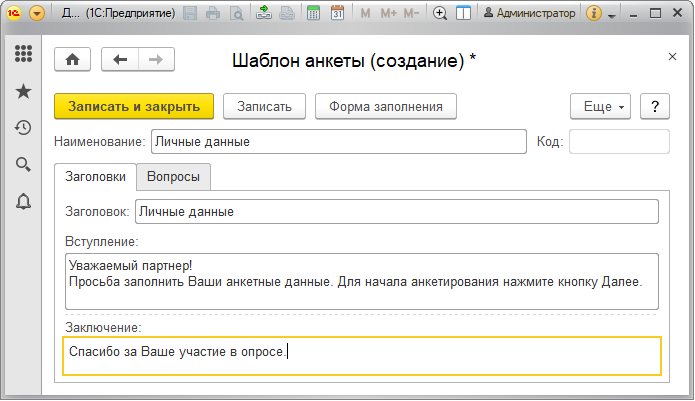 Д... (1С:Предприятие)
M M+ M−
Администратор
Шаблон анкеты (создание) *
Записать и закрыть Записать Форма заполнения Еще ?
Наименование: Личные данные Код:
Заголовки Вопросы
Заголовок: Личные данные
Вступление:
Уважаемый партнер!
Просьба заполнить Ваши анкетные данные. Для начала анкетирования нажмите кнопку Далее.
Заключение:
Спасибо за Ваше участие в опросе.